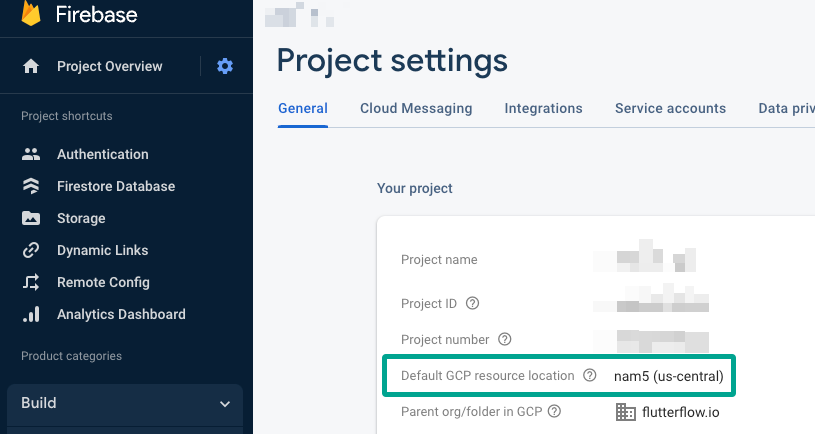 Firebase
Project Overview
Project shortcuts
Authentication
Firestore Database
Storage
Dynamic Links
Remote Config
Analytics Dashboard
Product categories
Build
Project settings
General Cloud Messaging Integrations Service accounts Data priv
Your project
Project name
Project ID
Project number
Default GCP resource location nam5 (us-central)
Parent org/folder in GCP flutterflow.io